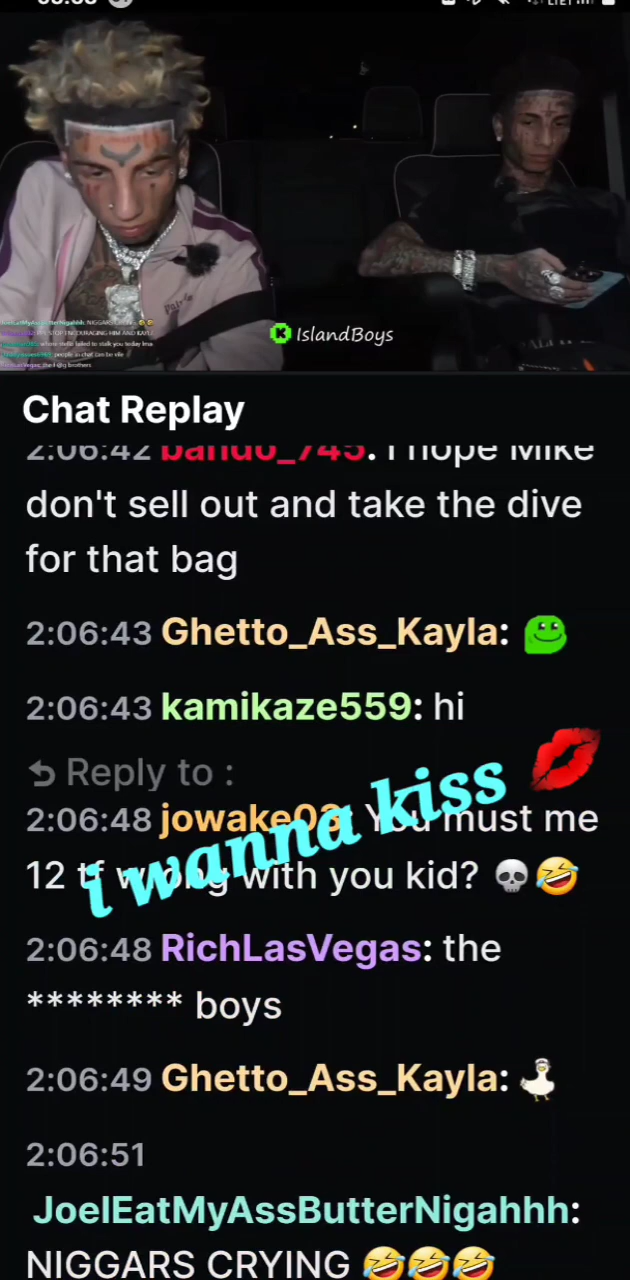 IslandBoys
Chat Replay
2:06:42 bando_745: I hope Mike
don't sell out and take the dive
for that bag
2:06:43 Ghetto_Ass_Kayla:
2:06:43 kamikaze559: hi
Reply to :
i wanna kiss 💋
2:06:48 jowake03: You must me
12 tf wrong with you kid? 💀🤣
2:06:48 RichLasVegas: the
******** boys
2:06:49 Ghetto_Ass_Kayla:
2:06:51
JoelEatMyAssButterNigahhh:
NIGGARS CRYING 🤣🤣🤣